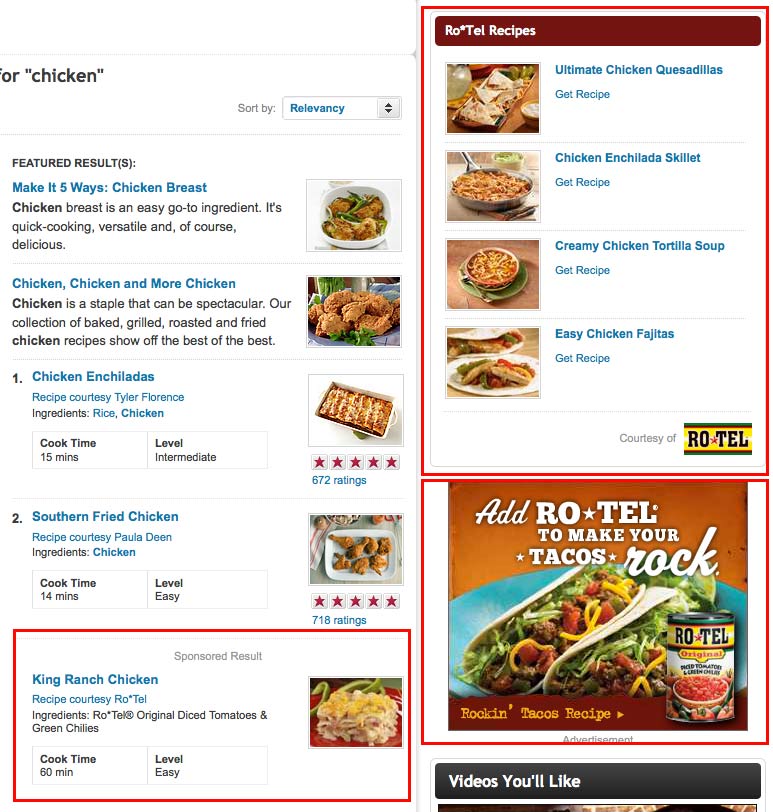 for "chicken"
Sort by: Relevancy
FEATURED RESULT(S):
Make It 5 Ways: Chicken Breast
Chicken breast is an easy go-to ingredient. It's
quick-cooking, versatile and, of course,
delicious.
Chicken, Chicken and More Chicken
Chicken is a staple that can be spectacular. Our
collection of baked, grilled, roasted and fried
chicken recipes show off the best of the best.
1. Chicken Enchiladas
Recipe courtesy Tyler Florence
Ingredients: Rice, Chicken
Cook Time Level
15 mins Intermediate
672 ratings
2. Southern Fried Chicken
Recipe courtesy Paula Deen
Ingredients: Chicken
Cook Time Level
14 mins Easy
718 ratings
Sponsored Result
King Ranch Chicken
Recipe courtesy Ro*Tel
Ingredients: Ro*Tel® Original Diced Tomatoes &
Green Chilies
Cook Time Level
60 min Easy
Ro*Tel Recipes
Ultimate Chicken Quesadillas
Get Recipe
Chicken Enchilada Skillet
Get Recipe
Creamy Chicken Tortilla Soup
Get Recipe
Easy Chicken Fajitas
Get Recipe
Courtesy of RO★TEL
Add RO★TEL®
TO MAKE YOUR
★ TACOS ★ rock.
RO★TEL
Original
DICED TOMATOES
& GREEN CHILIES
Rockin' Tacos Recipe ▸
Advertisement
Videos You'll Like